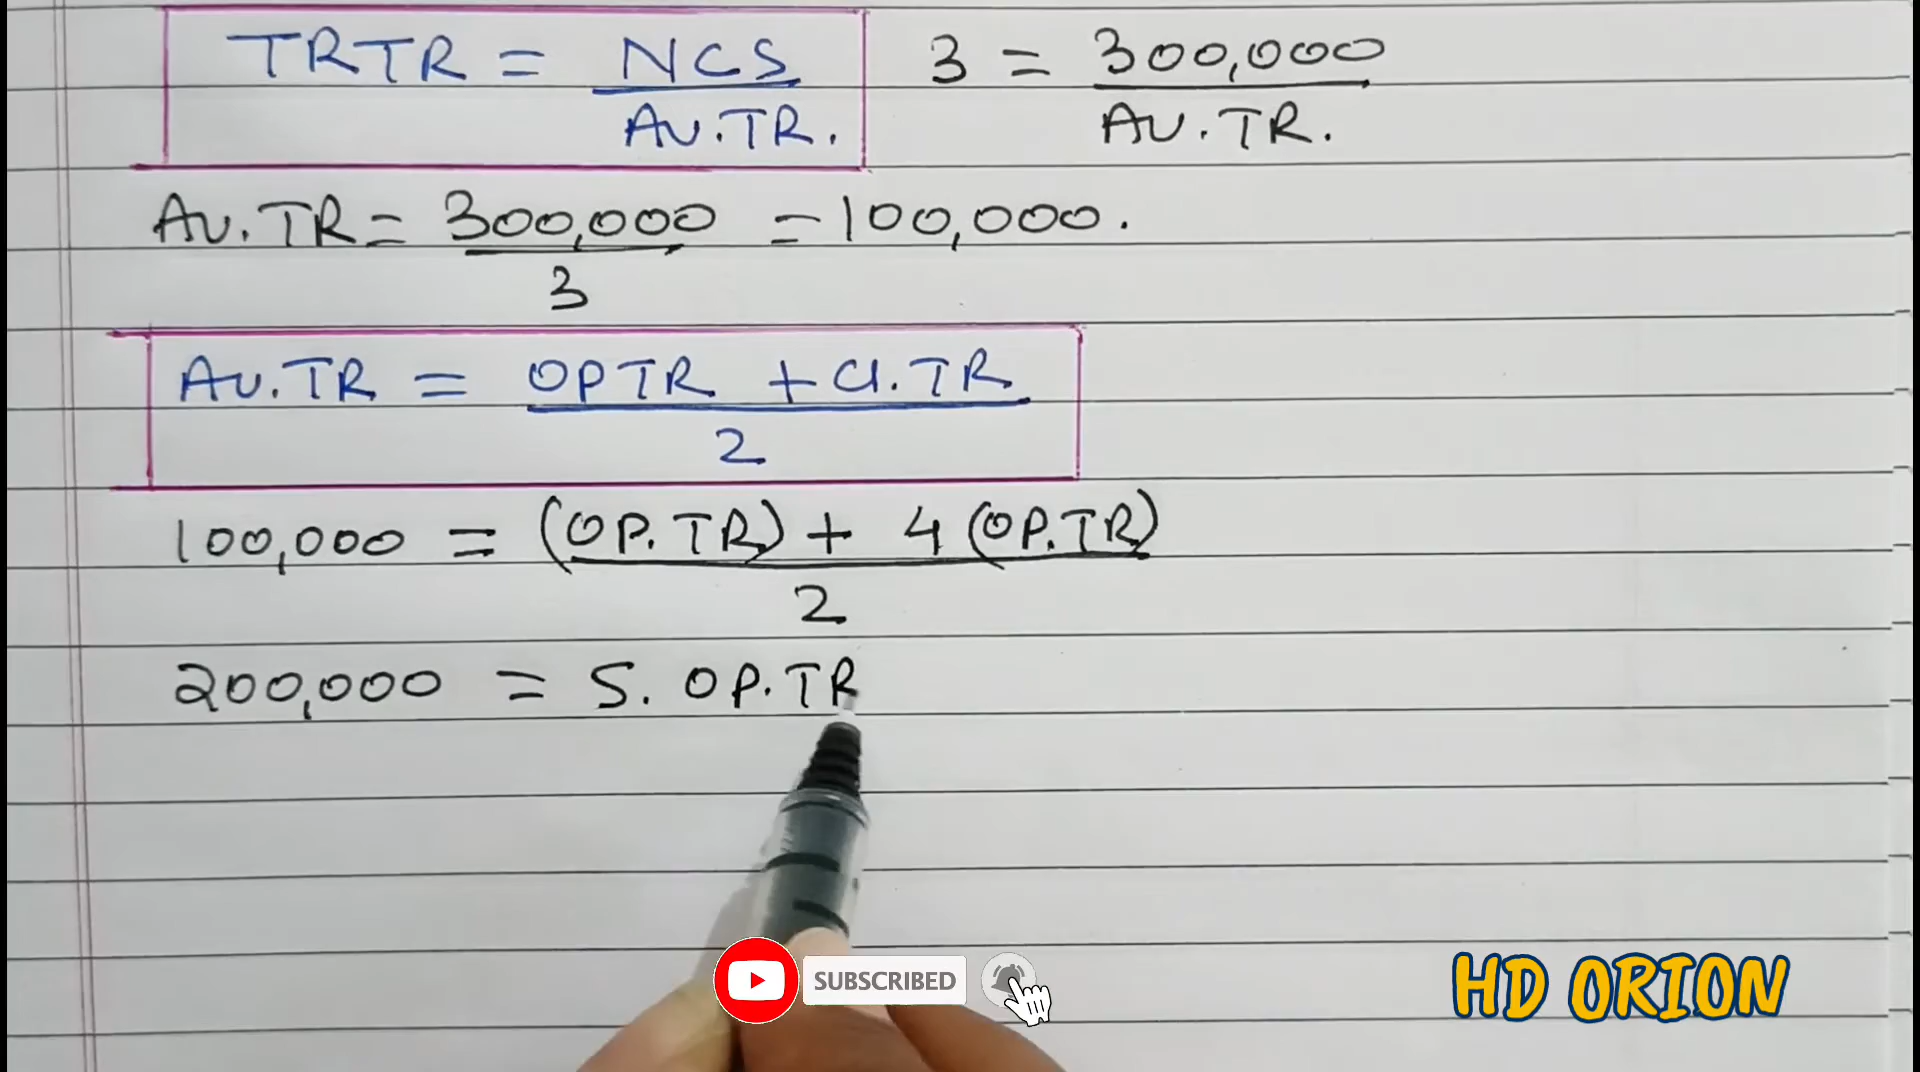 TRTR = NCS / AV.TR. 3 = 300,000 / AV.TR.
AV.TR = 300,000 / 3 = 100,000.
AV.TR = OPTR + Cl.TR / 2
100,000 = (OP.TR) + 4 (OP.TR) / 2
200,000 = 5. OP.TR
SUBSCRIBED
HD ORION